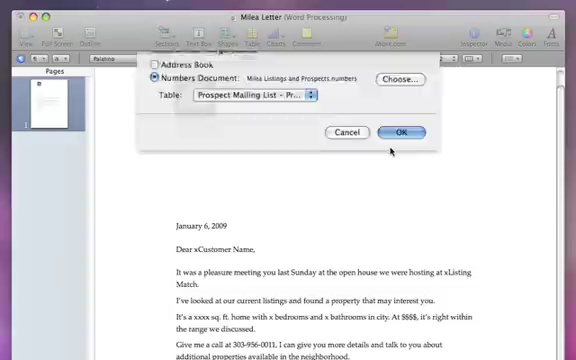 Milea Letter (Word Processing)
View Full Screen Outline Sections Text Box Shapes Table Charts Comment iWork.com Inspector Media Colors Fonts
Palatino
Pages
1
Address Book
Numbers Document: Milea Listings and Prospects.numbers Choose...
Table: Prospect Mailing List – Pr...
Cancel OK
January 6, 2009
Dear xCustomer Name,
It was a pleasure meeting you last Sunday at the open house we were hosting at xListing
Match.
I've looked at our current listings and found a property that may interest you.
It's a xxxx sq. ft. home with x bedrooms and x bathrooms in city. At $$$$, it's right within
the range we discussed.
Give me a call at 303-956-0011, I can give you more details and talk to you about
additional properties available in the neighborhood.